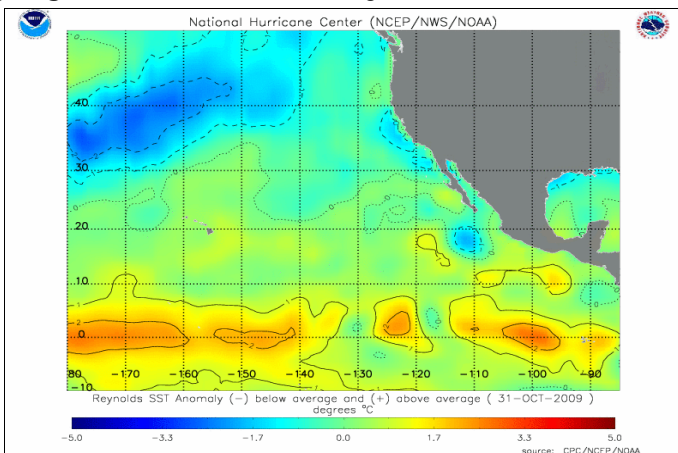 National Hurricane Center (NCEP/NWS/NOAA)
40
30
20
10
0
-10
80 -170 -160 -150 -140 -130 -120 -110 -100 -90
Reynolds SST Anomaly (-) below average and (+) above average ( 31-OCT-2009 )
degrees °C
-5.0 -3.3 -1.7 0.0 1.7 3.3 5.0
source: CPC/NCEP/NOAA